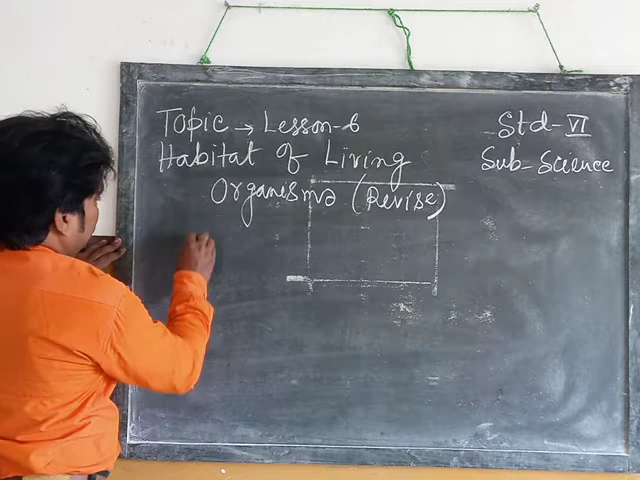 Topic → Lesson-6
Habitat of Living
Organisms (Revise)
Std-VI
Sub-Science